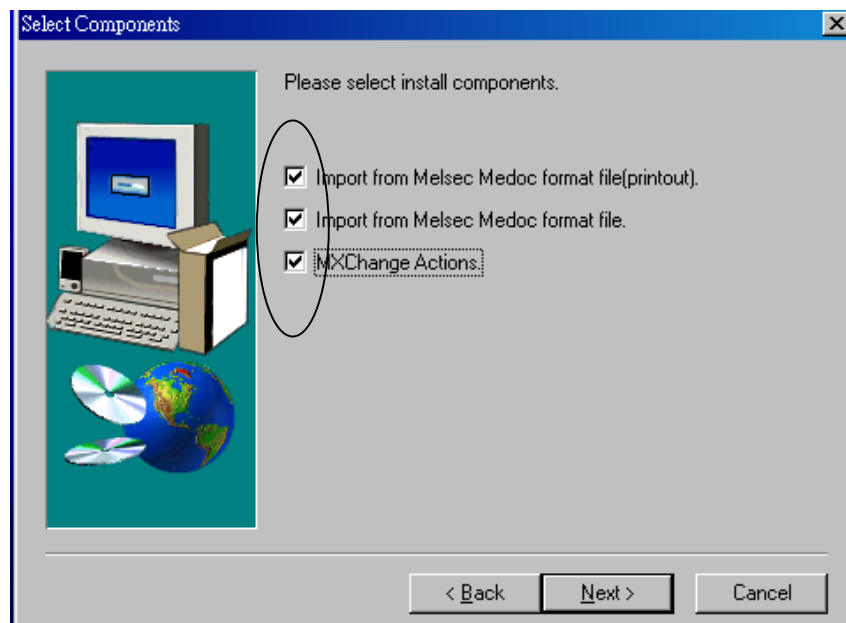 Select Components
Please select install components.
Import from Melsec Medoc format file(printout).
Import from Melsec Medoc format file.
MXChange Actions.
< Back
Next >
Cancel